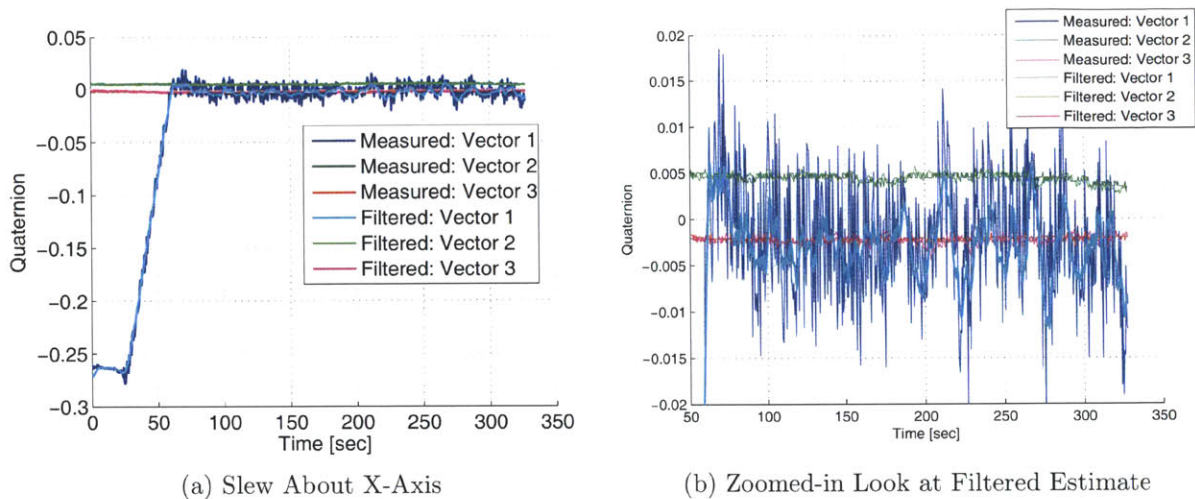 0.05
0
−0.05
−0.1
−0.15
−0.2
−0.25
−0.3
Quaternion
0 50 100 150 200 250 300 350
Time [sec]
Measured: Vector 1
Measured: Vector 2
Measured: Vector 3
Filtered: Vector 1
Filtered: Vector 2
Filtered: Vector 3
(a) Slew About X-Axis
0.02
0.015
0.01
0.005
0
−0.005
−0.01
−0.015
−0.02
Quaternion
50 100 150 200 250 300 350
Time [sec]
Measured: Vector 1
Measured: Vector 2
Measured: Vector 3
Filtered: Vector 1
Filtered: Vector 2
Filtered: Vector 3
(b) Zoomed-in Look at Filtered Estimate